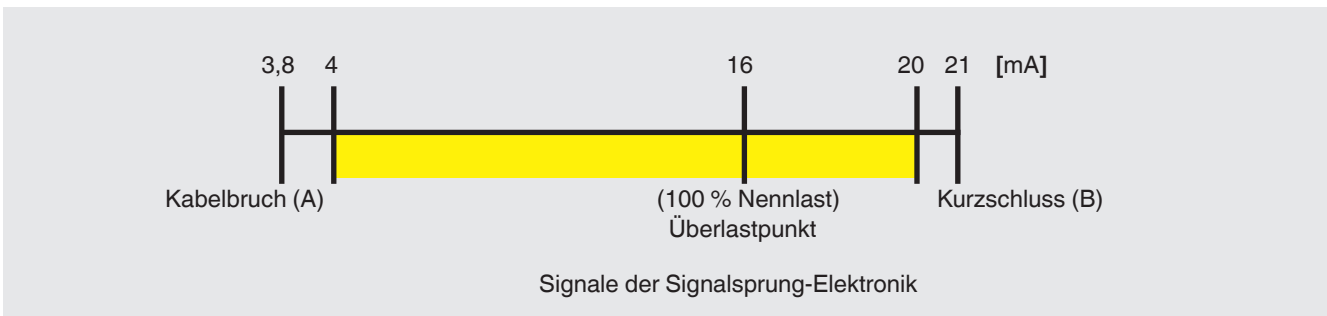 3,8 4 16 20 21 [mA]
Kabelbruch (A) (100 % Nennlast) Kurzschluss (B)
Überlastpunkt
Signale der Signalsprung-Elektronik